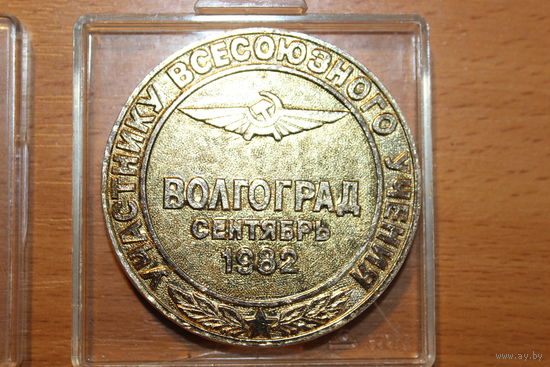 УЧАСТНИКУ ВСЕСОЮЗНОГО УЧЕНИЯ
ВОЛГОГРАД
СЕНТЯБРЬ
1982
www.ay.by